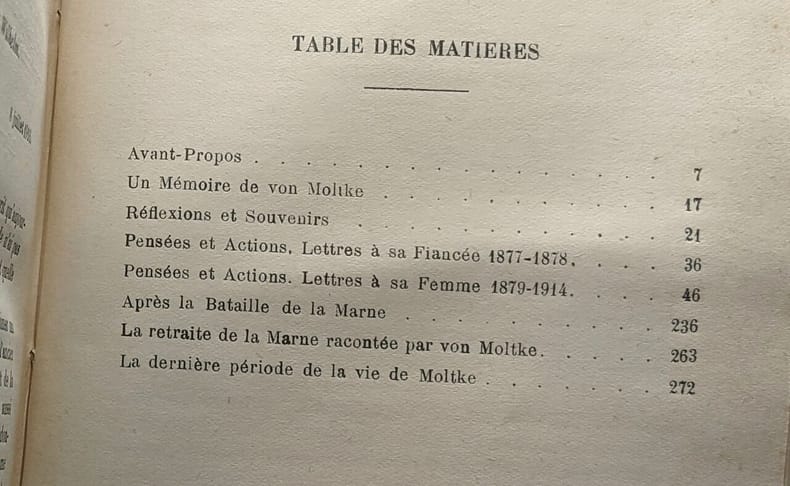 Wilhelm.
TABLE DES MATIERES
Avant-Propos . . . . . . . . . . . . . . . . 7
Un Mémoire de von Moltke . . . . . . . . . . . 17
Réflexions et Souvenirs . . . . . . . . . . . . 21
Pensées et Actions. Lettres à sa Fiancée 1877-1878. . . . . 36
Pensées et Actions. Lettres à sa Femme 1879-1914. . . . . 46
Après la Bataille de la Marne . . . . . . . . . . 236
La retraite de la Marne racontée par von Moltke. . . . . . 263
La dernière période de la vie de Moltke . . . . . . . . 272